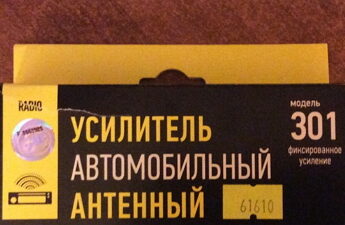 RADIO
УСИЛИТЕЛЬ
АВТОМОБИЛЬНЫЙ
АНТЕННЫЙ
модель
301
фиксированное
усиление
61610